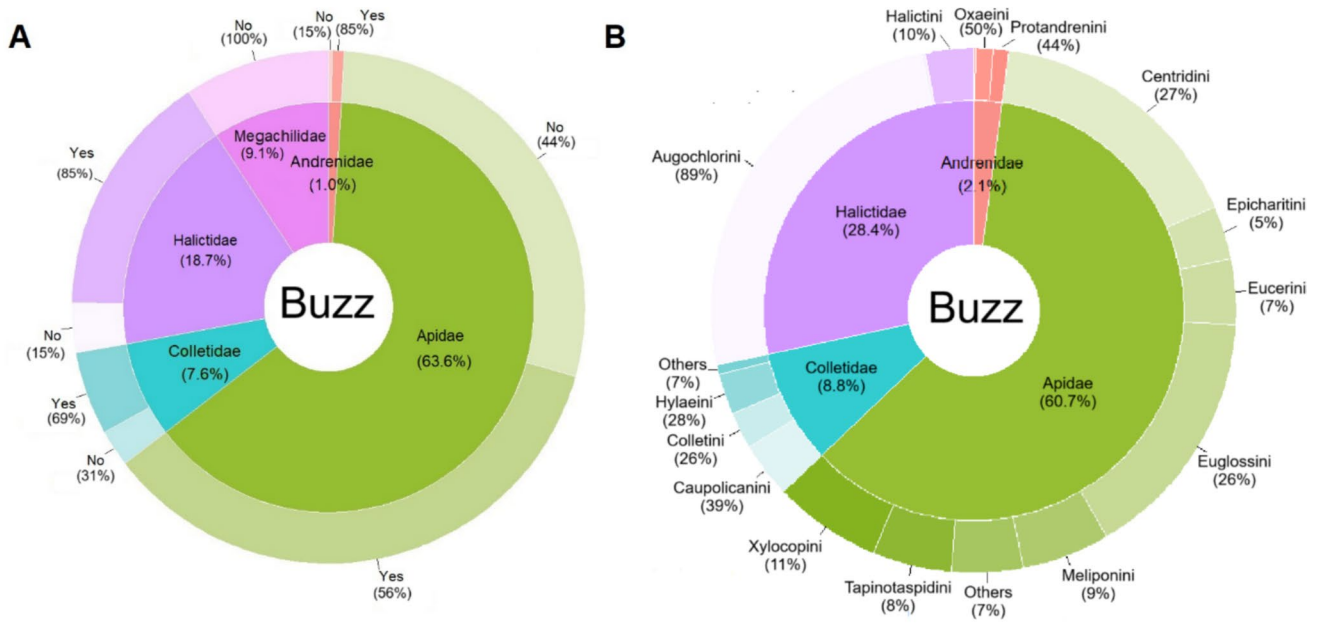 A
No
(100%)
No
(15%)
Yes
(85%)
No
(44%)
Yes
(85%)
Megachilidae
(9.1%)
Andrenidae
(1.0%)
Halictidae
(18.7%)
Buzz
Apidae
(63.6%)
Colletidae
(7.6%)
No
(15%)
Yes
(69%)
No
(31%)
Yes
(56%)
B
Halictini
(10%)
Oxaeini
(50%)
Protandrenini
(44%)
Centridini
(27%)
Augochlorini
(89%)
Andrenidae
(2.1%)
Halictidae
(28.4%)
Epicharitini
(5%)
Eucerini
(7%)
Buzz
Colletidae
(8.8%)
Apidae
(60.7%)
Others
(7%)
Hylaeini
(28%)
Colletini
(26%)
Caupolicanini
(39%)
Euglossini
(26%)
Xylocopini
(11%)
Tapinotaspidini
(8%)
Others
(7%)
Meliponini
(9%)